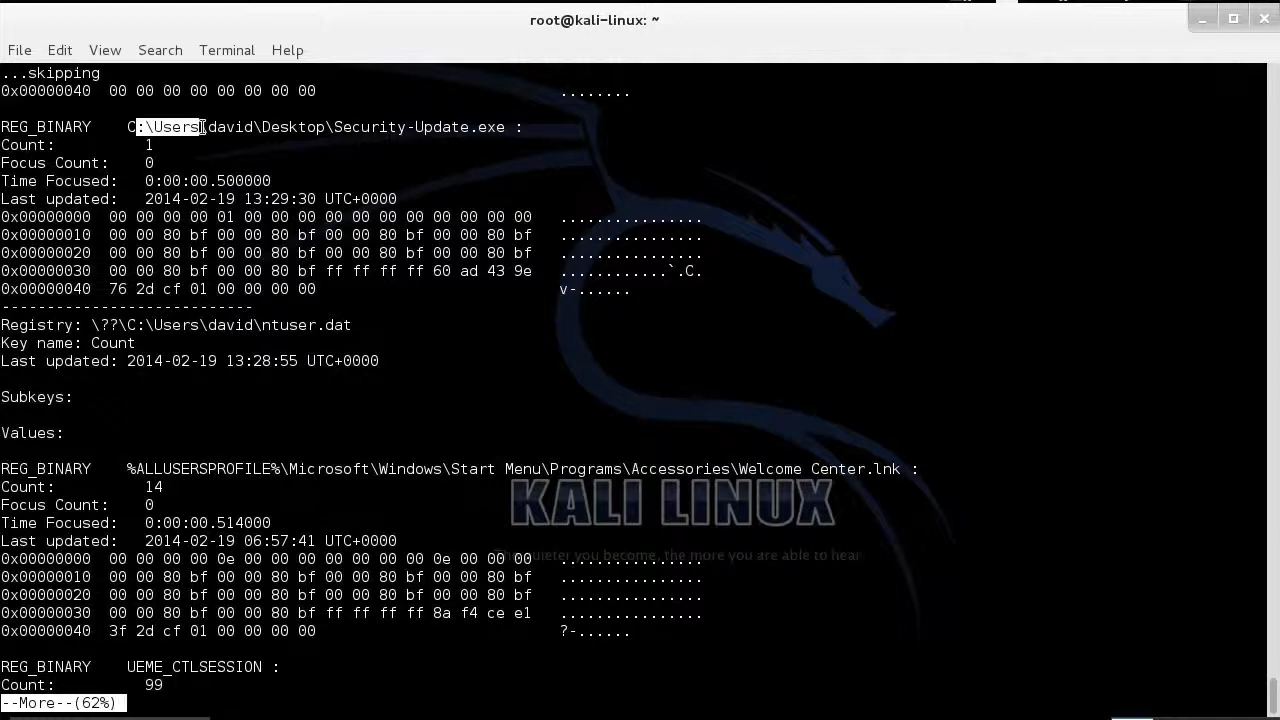 root@kali-linux: ~
File Edit View Search Terminal Help
...skipping
0x00000040  00 00 00 00 00 00 00 00                           ........
REG_BINARY    C:\Users\david\Desktop\Security-Update.exe :
Count:          1
Focus Count:    0
Time Focused:   0:00:00.500000
Last updated:   2014-02-19 13:29:30 UTC+0000
0x00000000  00 00 00 00 01 00 00 00 00 00 00 00 00 00 00 00   ................
0x00000010  00 00 80 bf 00 00 80 bf 00 00 80 bf 00 00 80 bf   ................
0x00000020  00 00 80 bf 00 00 80 bf 00 00 80 bf 00 00 80 bf   ................
0x00000030  00 00 80 bf 00 00 80 bf ff ff ff ff 60 ad 43 9e   ............`.C.
0x00000040  76 2d cf 01 00 00 00 00                           v-......
----------------------------
Registry: \??\C:\Users\david\ntuser.dat
Key name: Count
Last updated: 2014-02-19 13:28:55 UTC+0000
Subkeys:
Values:
REG_BINARY    %ALLUSERSPROFILE%\Microsoft\Windows\Start Menu\Programs\Accessories\Welcome Center.lnk :
Count:          14
Focus Count:    0
Time Focused:   0:00:00.514000
Last updated:   2014-02-19 06:57:41 UTC+0000
KALI LINUX
The quieter you become, the more you are able to hear
0x00000000  00 00 00 00 0e 00 00 00 00 00 00 00 0e 00 00 00   ................
0x00000010  00 00 80 bf 00 00 80 bf 00 00 80 bf 00 00 80 bf   ................
0x00000020  00 00 80 bf 00 00 80 bf 00 00 80 bf 00 00 80 bf   ................
0x00000030  00 00 80 bf 00 00 80 bf ff ff ff ff 8a f4 ce e1   ................
0x00000040  3f 2d cf 01 00 00 00 00                           ?-......
REG_BINARY    UEME_CTLSESSION :
Count:          99
--More--(62%)